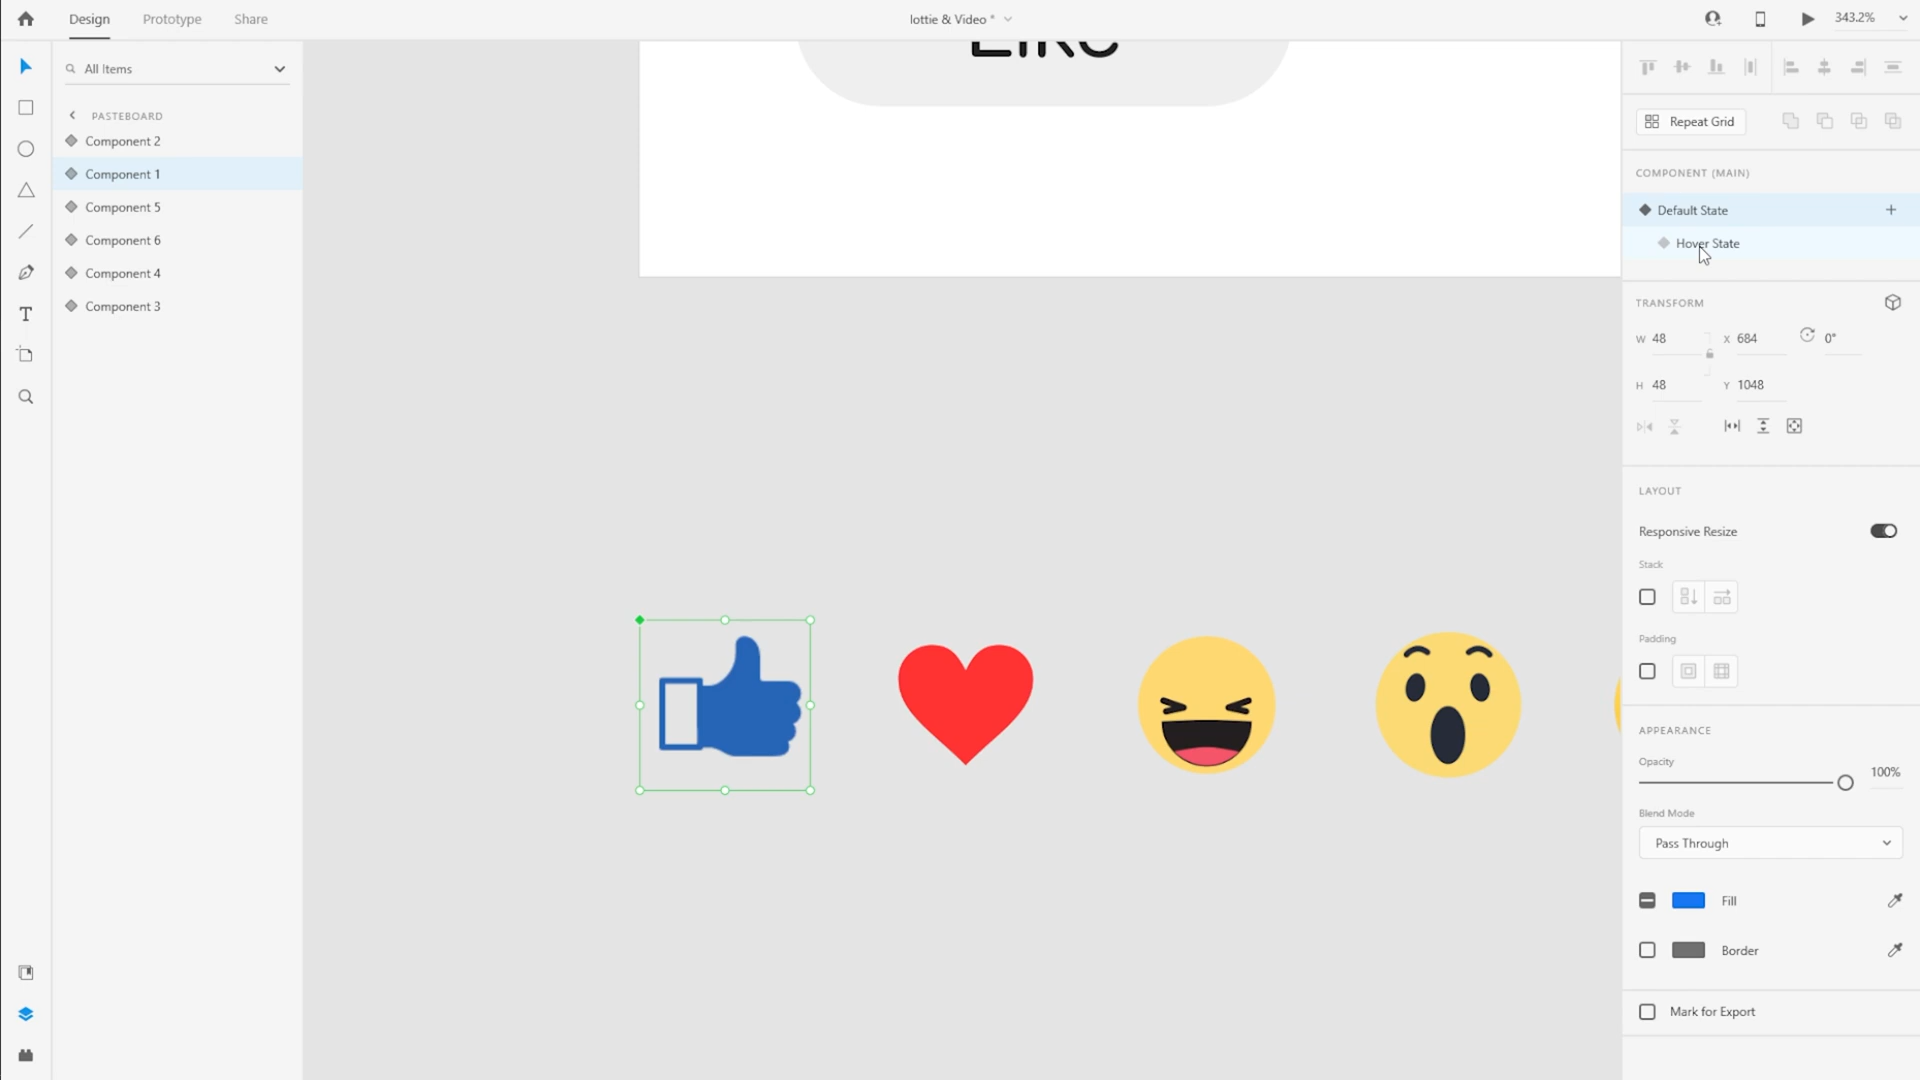 Design Prototype Share
lottie & Video *
343.2%
All Items
PASTEBOARD
Component 2
Component 1
Component 5
Component 6
Component 4
Component 3
Like
Repeat Grid
COMPONENT (MAIN)
Default State +
Hover State
TRANSFORM
W 48 X 684 0°
H 48 Y 1048
LAYOUT
Responsive Resize
Stack
Padding
APPEARANCE
Opacity
100%
Blend Mode
Pass Through
Fill
Border
Mark for Export